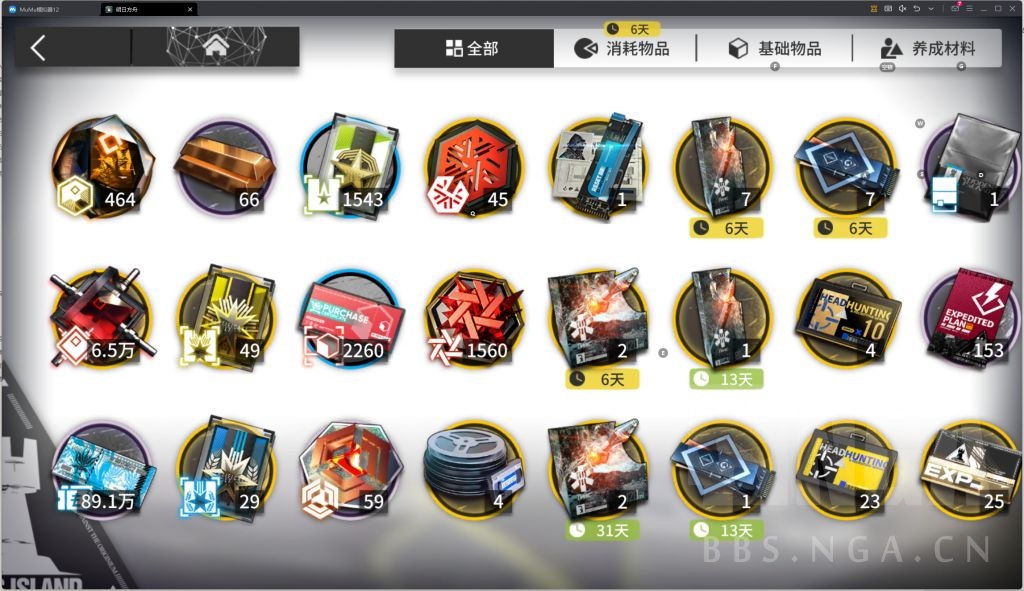 MuMu模拟器12
明日方舟
6天
全部
消耗物品
基础物品
养成材料
F
空格
G
464
66
1543
45
Q
1
7
6天
7
6天
W
S
D
1
6.5万
49
PURCHASE
2260
1560
2
6天
E
1
13天
HEADHUNTING
10
4
EXPEDITED
PLAN
153
89.1万
29
59
4
2
31天
1
13天
HEADHUNTING
23
EXP
25
BBS.NGA.CN
ISLAND